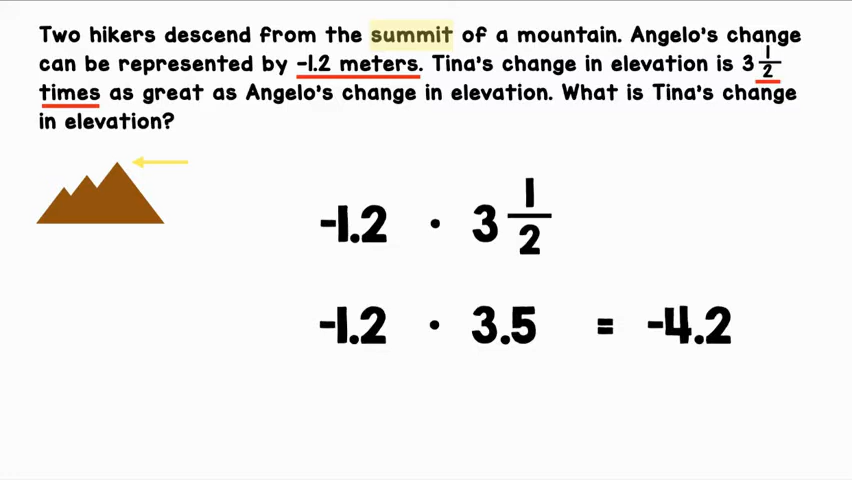 Two hikers descend from the summit of a mountain. Angelo's change
can be represented by -1.2 meters. Tina's change in elevation is 3 1/2
times as great as Angelo's change in elevation. What is Tina's change
in elevation?
-1.2 · 3 1/2
-1.2 · 3.5 = -4.2